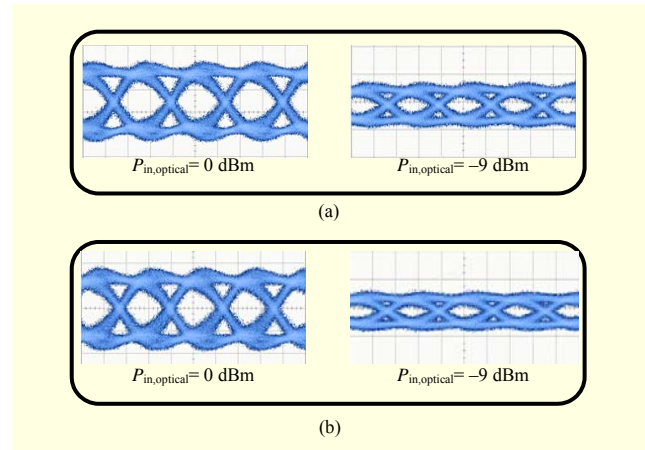 Pin,optical= 0 dBm
Pin,optical= –9 dBm
(a)
Pin,optical= 0 dBm
Pin,optical= –9 dBm
(b)